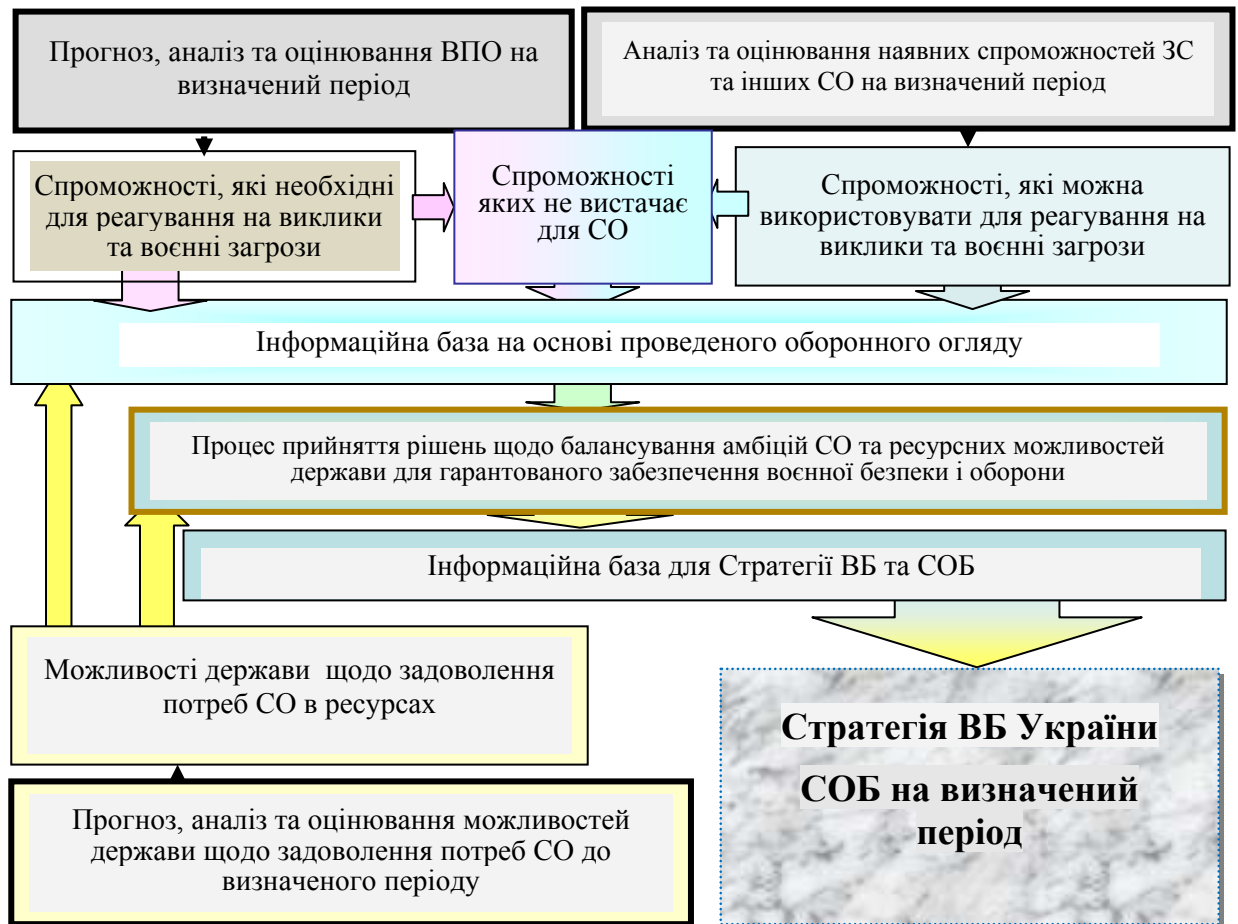 Прогноз, аналіз та оцінювання ВПО на
визначений період
Аналіз та оцінювання наявних спроможностей ЗС
та інших СО на визначений період
Спроможності, які необхідні
для реагування на виклики
та воєнні загрози
Спроможності
яких не вистачає
для СО
Спроможності, які можна
використовувати для реагування на
виклики та воєнні загрози
Інформаційна база на основі проведеного оборонного огляду
Процес прийняття рішень щодо балансування амбіцій СО та ресурсних можливостей
держави для гарантованого забезпечення воєнної безпеки і оборони
Інформаційна база для Стратегії ВБ та СОБ
Можливості держави щодо задоволення
потреб СО в ресурсах
Стратегія ВБ України
СОБ на визначений
період
Прогноз, аналіз та оцінювання можливостей
держави щодо задоволення потреб СО до
визначеного періоду